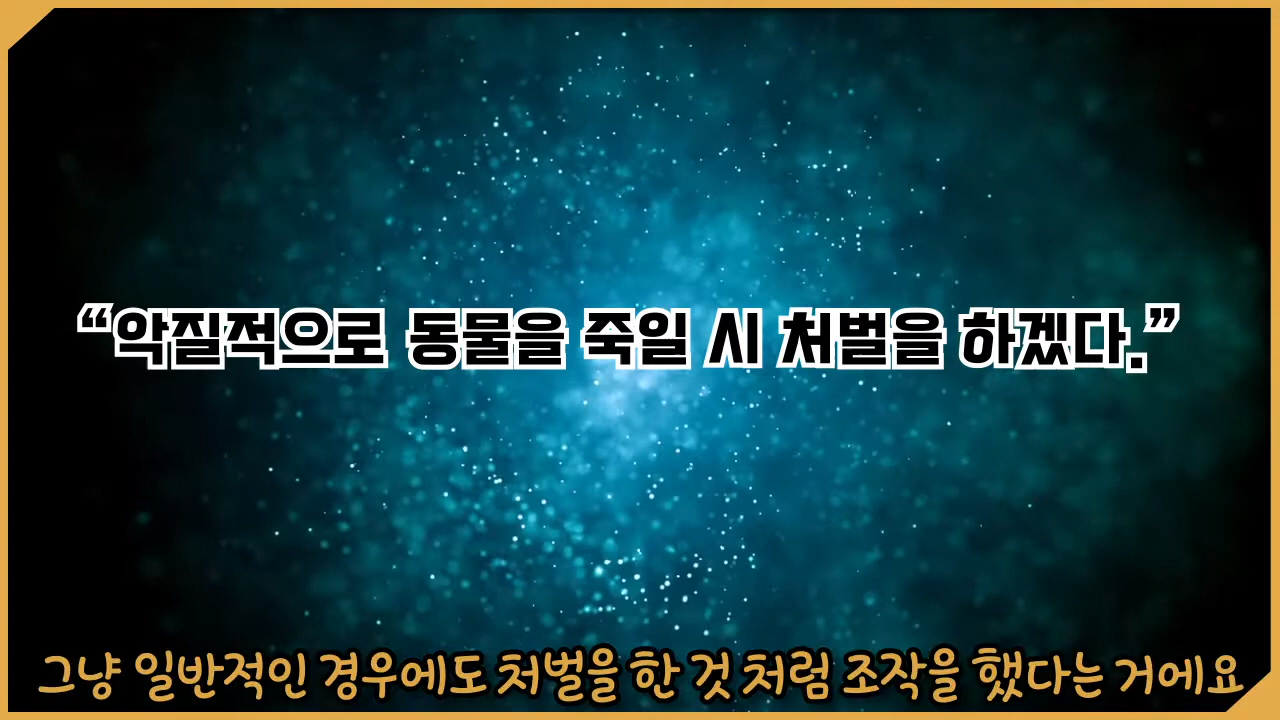 “악질적으로 동물을 죽일 시 처벌을 하겠다.”
그냥 일반적인 경우에도 처벌을 한 것 처럼 조작을 했다는 거에요